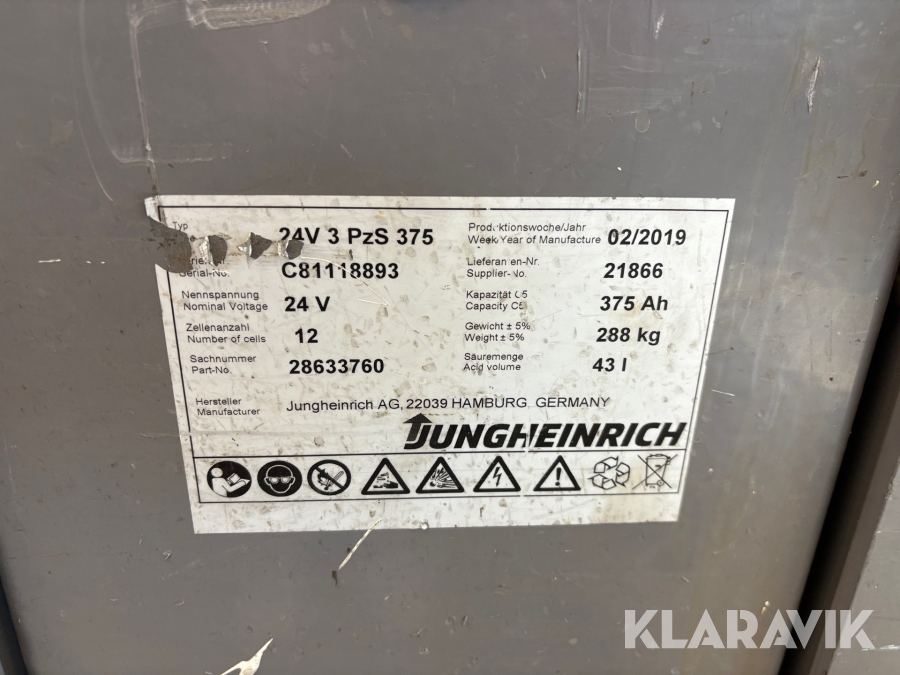 Typ
24V 3 PzS 375
Produktionswoche/Jahr
Week/Year of Manufacture 02/2019
Serial-No. C81118893
Lieferanten-Nr.
Supplier-No. 21866
Nennspannung
Nominal Voltage 24 V
Kapazität C5
Capacity C5 375 Ah
Zellenanzahl
Number of cells 12
Gewicht ± 5%
Weight ± 5% 288 kg
Sachnummer
Part-No. 28633760
Säuremenge
Acid volume 43 l
Hersteller
Manufacturer Jungheinrich AG, 22039 HAMBURG, GERMANY
JUNGHEINRICH
Pb
KLARAVIK